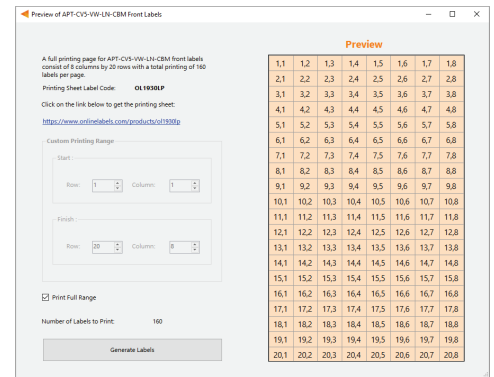 Preview of APT-CV5-VW-LN-CBM Front Labels
A full printing page for APT-CV5-VW-LN-CBM front labels
consist of 8 columns by 20 rows with a total printing of 160
labels per page.
Printing Sheet Label Code: OL1930LP
Click on the link below to get the printing sheet:
https://www.onlinelabels.com/products/ol1930lp
Custom Printing Range
Start :
Row: 1 Column: 1
Finish
Row: 20 Column: 8
Print Full Range
Number of Labels to Print: 160
Generate Labels
Preview
1,1 1,2 1,3 1,4 1,5 1,6 1,7 1,8
2,1 2,2 2,3 2,4 2,5 2,6 2,7 2,8
3,1 3,2 3,3 3,4 3,5 3,6 3,7 3,8
4,1 4,2 4,3 4,4 4,5 4,6 4,7 4,8
5,1 5,2 5,3 5,4 5,5 5,6 5,7 5,8
6,1 6,2 6,3 6,4 6,5 6,6 6,7 6,8
7,1 7,2 7,3 7,4 7,5 7,6 7,7 7,8
8,1 8,2 8,3 8,4 8,5 8,6 8,7 8,8
9,1 9,2 9,3 9,4 9,5 9,6 9,7 9,8
10,1 10,2 10,3 10,4 10,5 10,6 10,7 10,8
11,1 11,2 11,3 11,4 11,5 11,6 11,7 11,8
12,1 12,2 12,3 12,4 12,5 12,6 12,7 12,8
13,1 13,2 13,3 13,4 13,5 13,6 13,7 13,8
14,1 14,2 14,3 14,4 14,5 14,6 14,7 14,8
15,1 15,2 15,3 15,4 15,5 15,6 15,7 15,8
16,1 16,2 16,3 16,4 16,5 16,6 16,7 16,8
17,1 17,2 17,3 17,4 17,5 17,6 17,7 17,8
18,1 18,2 18,3 18,4 18,5 18,6 18,7 18,8
19,1 19,2 19,3 19,4 19,5 19,6 19,7 19,8
20,1 20,2 20,3 20,4 20,5 20,6 20,7 20,8